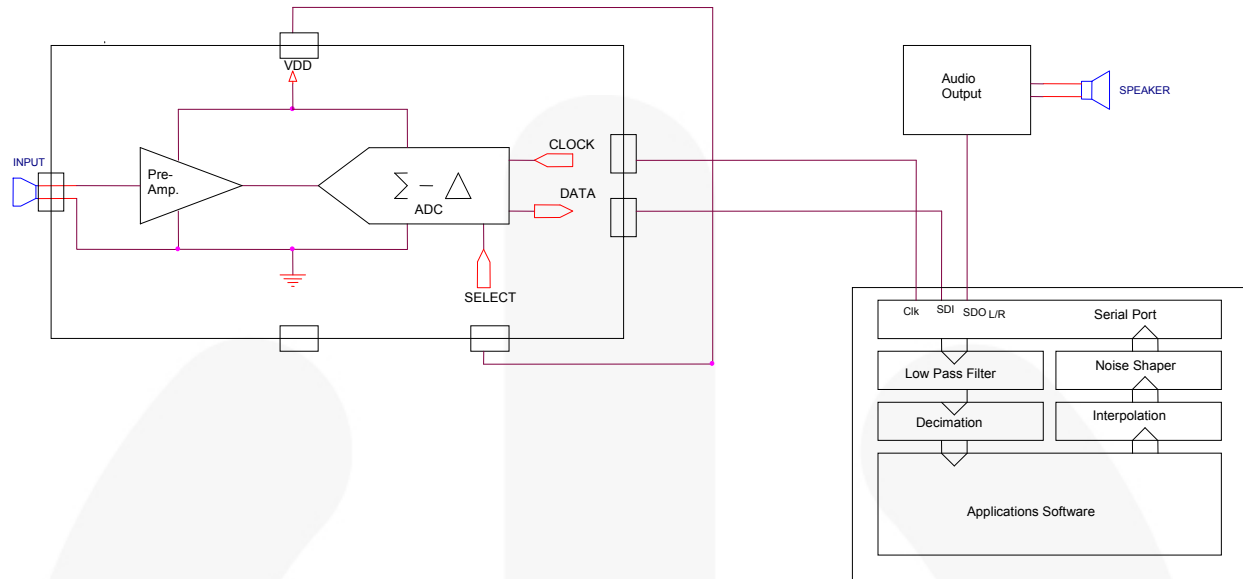 VDD
INPUT
Pre-
Amp.
Σ – Δ
ADC
CLOCK
DATA
SELECT
Audio
Output
SPEAKER
Clk SDI SDO L/R
Serial Port
Low Pass Filter
Noise Shaper
Decimation
Interpolation
Applications Software